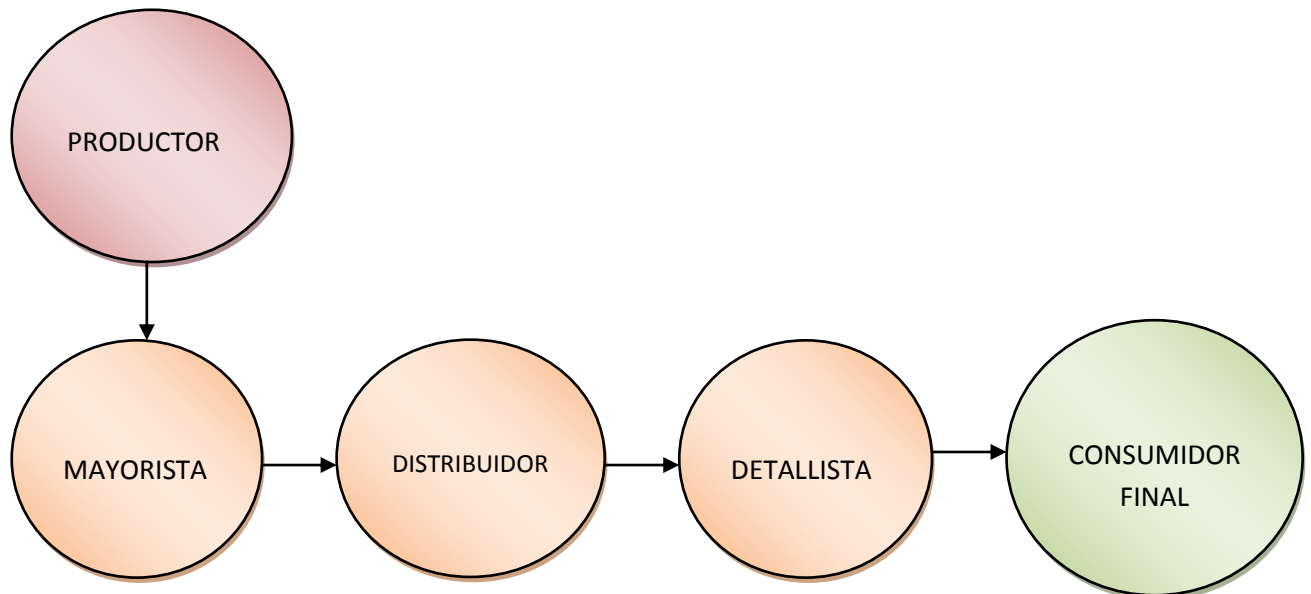 PRODUCTOR
MAYORISTA
DISTRIBUIDOR
DETALLISTA
CONSUMIDOR
FINAL